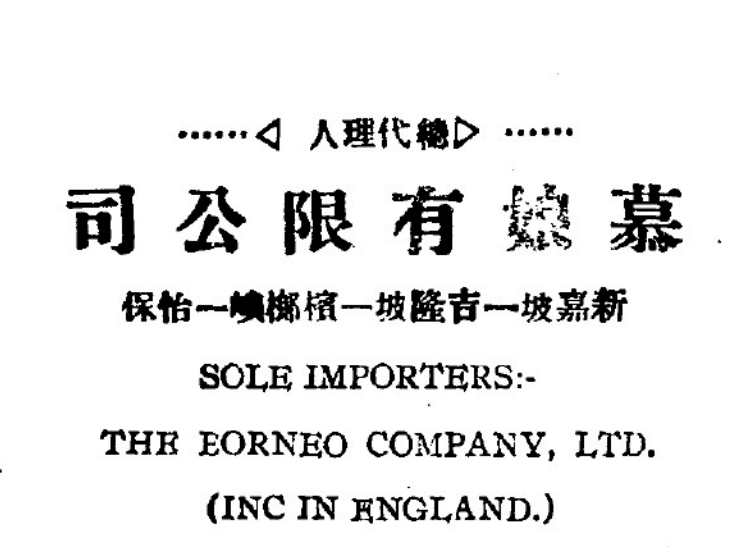 總代理人
慕有限公司
新嘉坡—吉隆坡—檳榔嶼—怡保
SOLE IMPORTERS:-
THE BORNEO COMPANY, LTD.
(INC IN ENGLAND.)